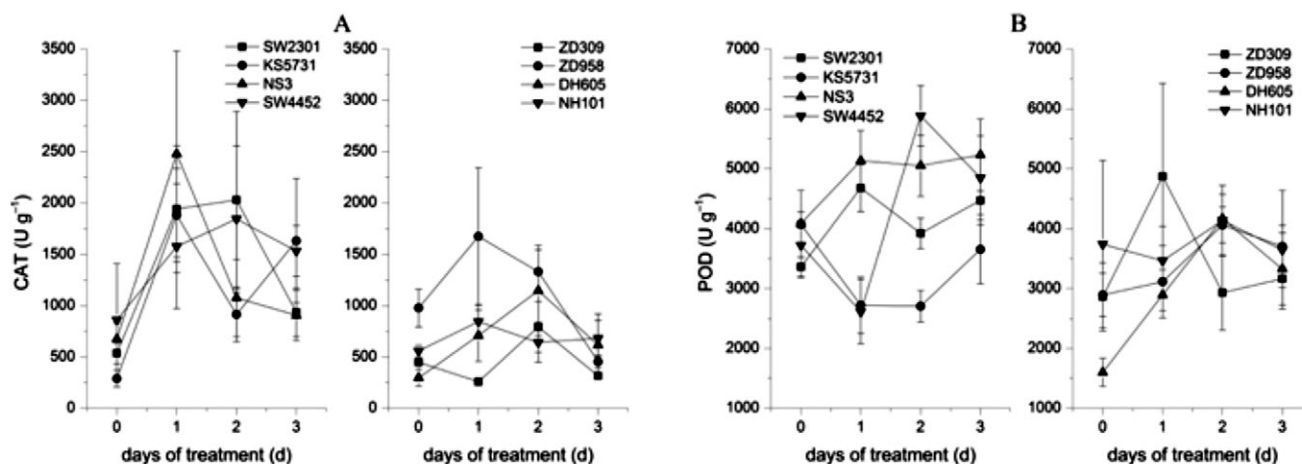 A
B
CAT (U g⁻¹)
3500
3000
2500
2000
1500
1000
500
0
SW2301
KS5731
NS3
SW4452
0 1 2 3
days of treatment (d)
3500
3000
2500
2000
1500
1000
500
0
ZD309
ZD958
DH605
NH101
0 1 2 3
days of treatment (d)
POD (U g⁻¹)
7000
6000
5000
4000
3000
2000
1000
SW2301
KS5731
NS3
SW4452
0 1 2 3
days of treatment (d)
7000
6000
5000
4000
3000
2000
1000
ZD309
ZD958
DH605
NH101
0 1 2 3
days of treatment (d)